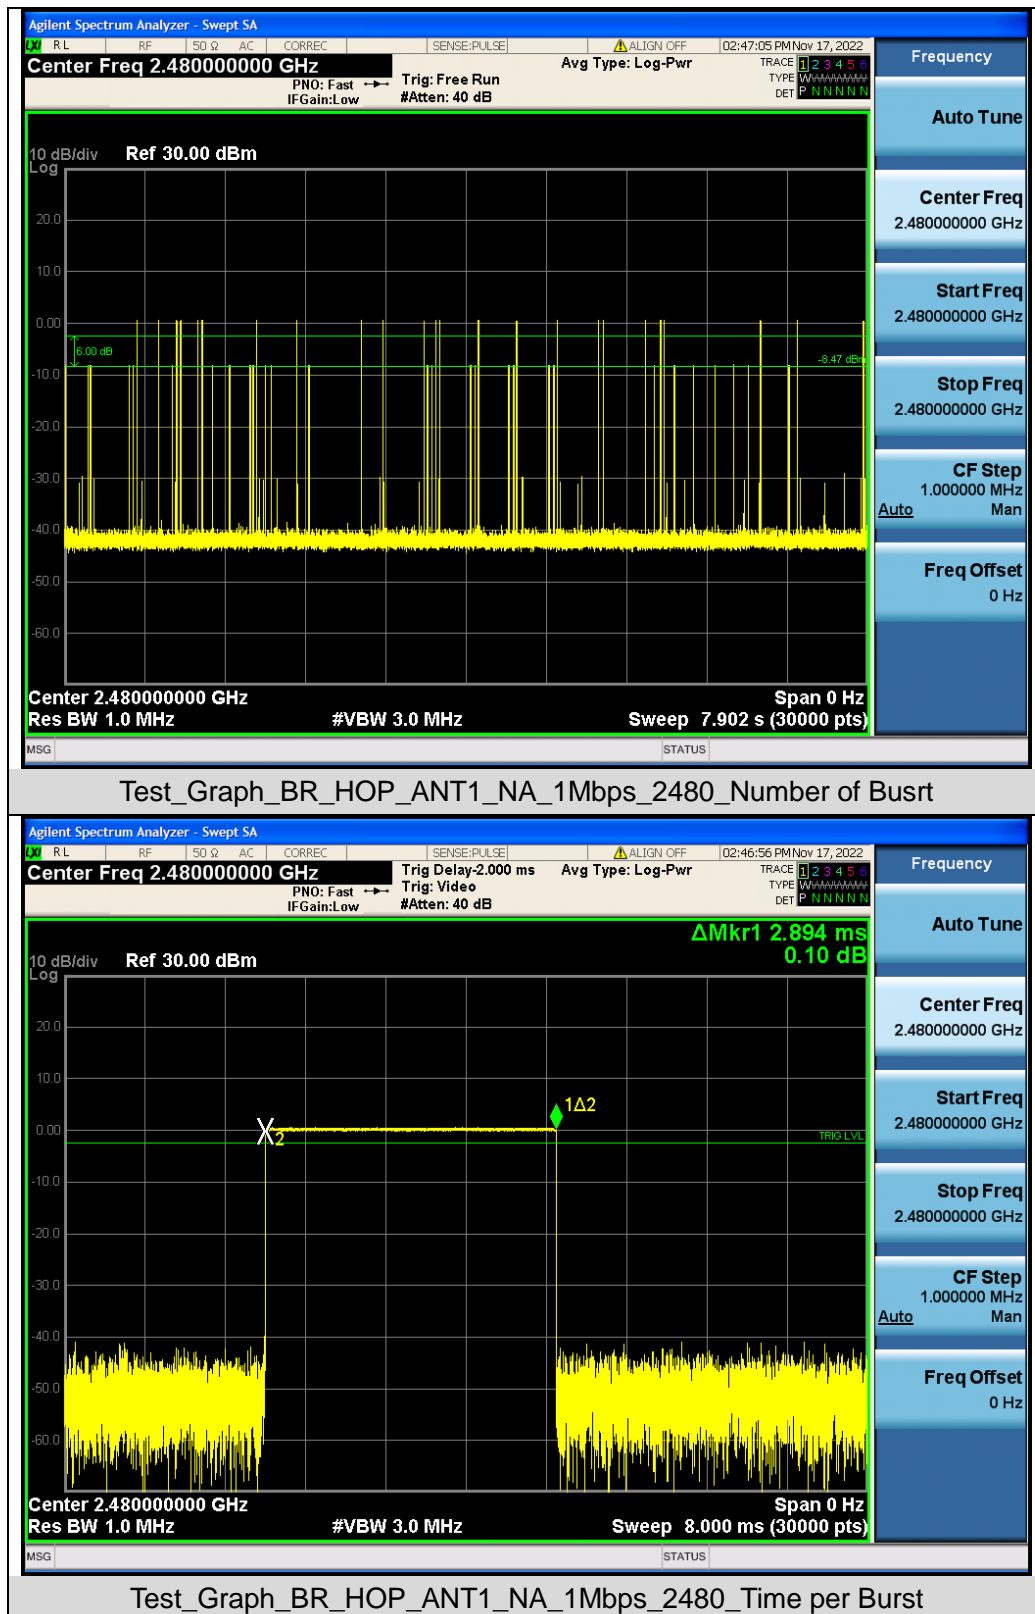 Agilent Spectrum Analyzer - Swept SA
LXI RL RF 50 Ω AC CORREC SENSE:PULSE ALIGN OFF 02:47:05 PM Nov 17, 2022
Center Freq 2.480000000 GHz
Avg Type: Log-Pwr
TRACE 1 2 3 4 5 6
PNO: Fast
Trig: Free Run
TYPE
IFGain:Low
#Atten: 40 dB
DET P N N N N N
10 dB/div Ref 30.00 dBm
Log
20.0
10.0
0.00
6.00 dB
-8.47 dBm
-10.0
-20.0
-30.0
-40.0
-50.0
-60.0
Center 2.480000000 GHz Span 0 Hz
Res BW 1.0 MHz #VBW 3.0 MHz Sweep 7.902 s (30000 pts)
MSG STATUS
Frequency
Auto Tune
Center Freq
2.480000000 GHz
Start Freq
2.480000000 GHz
Stop Freq
2.480000000 GHz
CF Step
1.000000 MHz
Auto Man
Freq Offset
0 Hz
Test_Graph_BR_HOP_ANT1_NA_1Mbps_2480_Number of Busrt
Agilent Spectrum Analyzer - Swept SA
LXI RL RF 50 Ω AC CORREC SENSE:PULSE ALIGN OFF 02:46:56 PM Nov 17, 2022
Center Freq 2.480000000 GHz
Trig Delay-2.000 ms
Avg Type: Log-Pwr
TRACE 1 2 3 4 5 6
PNO: Fast
Trig: Video
TYPE
IFGain:Low
#Atten: 40 dB
DET P N N N N N
ΔMkr1 2.894 ms
0.10 dB
10 dB/div Ref 30.00 dBm
Log
20.0
10.0
1Δ2
0.00
X2
TRIG LVL
-10.0
-20.0
-30.0
-40.0
-50.0
-60.0
Center 2.480000000 GHz Span 0 Hz
Res BW 1.0 MHz #VBW 3.0 MHz Sweep 8.000 ms (30000 pts)
MSG STATUS
Frequency
Auto Tune
Center Freq
2.480000000 GHz
Start Freq
2.480000000 GHz
Stop Freq
2.480000000 GHz
CF Step
1.000000 MHz
Auto Man
Freq Offset
0 Hz
Test_Graph_BR_HOP_ANT1_NA_1Mbps_2480_Time per Burst